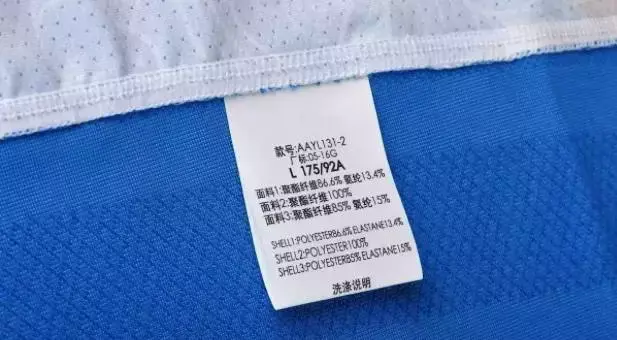 款号:AAYL131-2
厂标:05-16G
L 175/92A
面料1:聚酯纤维86.6% 氨纶13.4%
面料2:聚酯纤维100%
面料3:聚酯纤维85% 氨纶15%
SHELL1:POLYESTER86.6% ELASTANE13.4%
SHELL2:POLYESTER100%
SHELL3:POLYESTER85% ELASTANE15%
洗涤说明